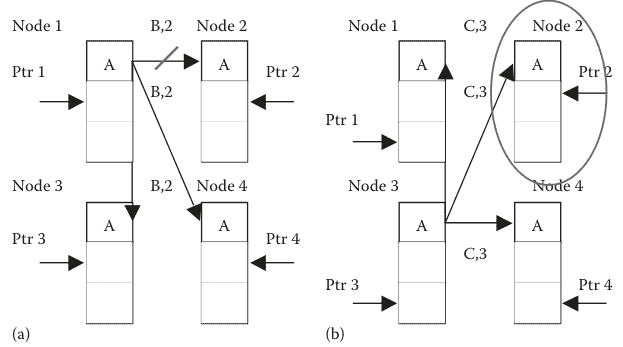 Node 1 B,2 Node 2
A A
Ptr 1 B,2 Ptr 2
Node 3 B,2 Node 4
A A
Ptr 3 Ptr 4
(a)
Node 1 C,3 Node 2
A A
C,3 Ptr 2
Ptr 1
Node 3 Node 4
A A
C,3
Ptr 3 Ptr 4
(b)